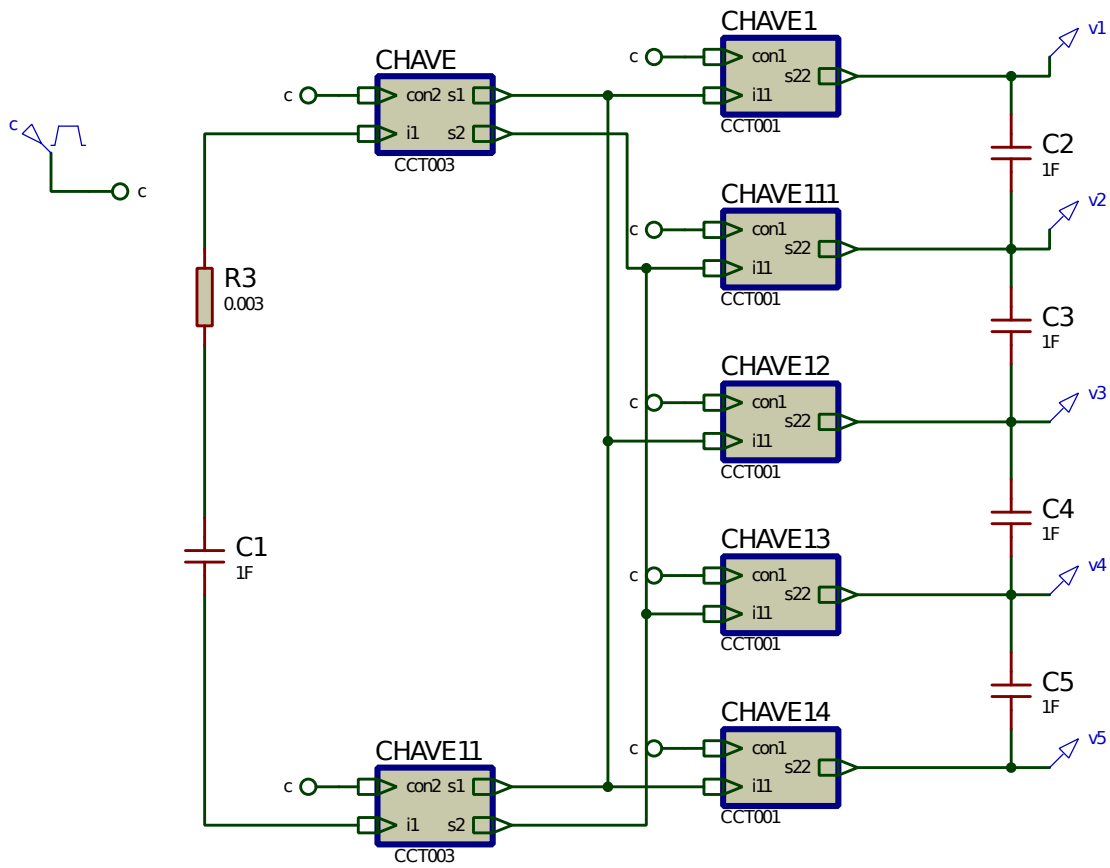 CHAVE1
v1
c
con1
s22
i11
CCT001
CHAVE
c
con2 s1
i1 s2
CCT003
c
c
C2
1F
CHAVE111
v2
c
con1
s22
i11
CCT001
R3
0.003
C3
1F
CHAVE12
v3
c
con1
s22
i11
CCT001
C4
1F
C1
1F
CHAVE13
v4
c
con1
s22
i11
CCT001
C5
1F
CHAVE14
v5
c
con1
s22
i11
CCT001
CHAVE11
c
con2 s1
i1 s2
CCT003